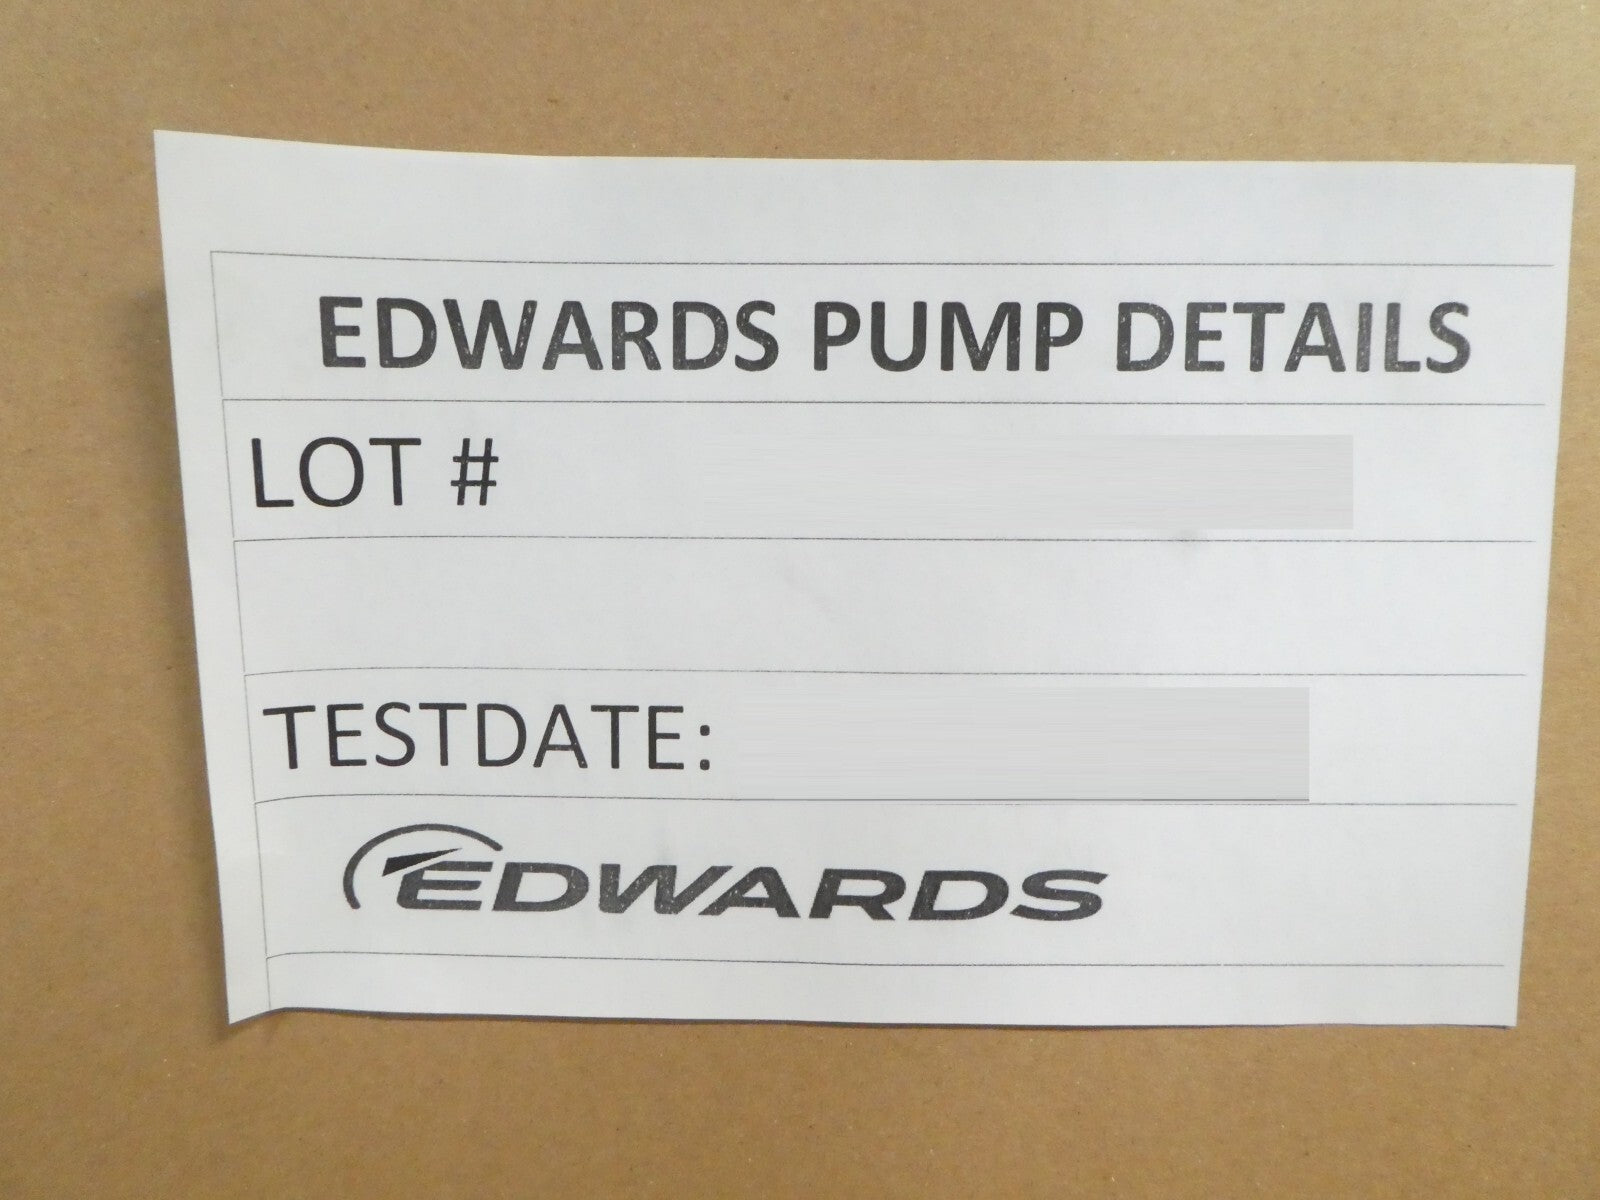 EDWARDS PUMP DETAILS
LOT #
TESTDATE:
EDWARDS